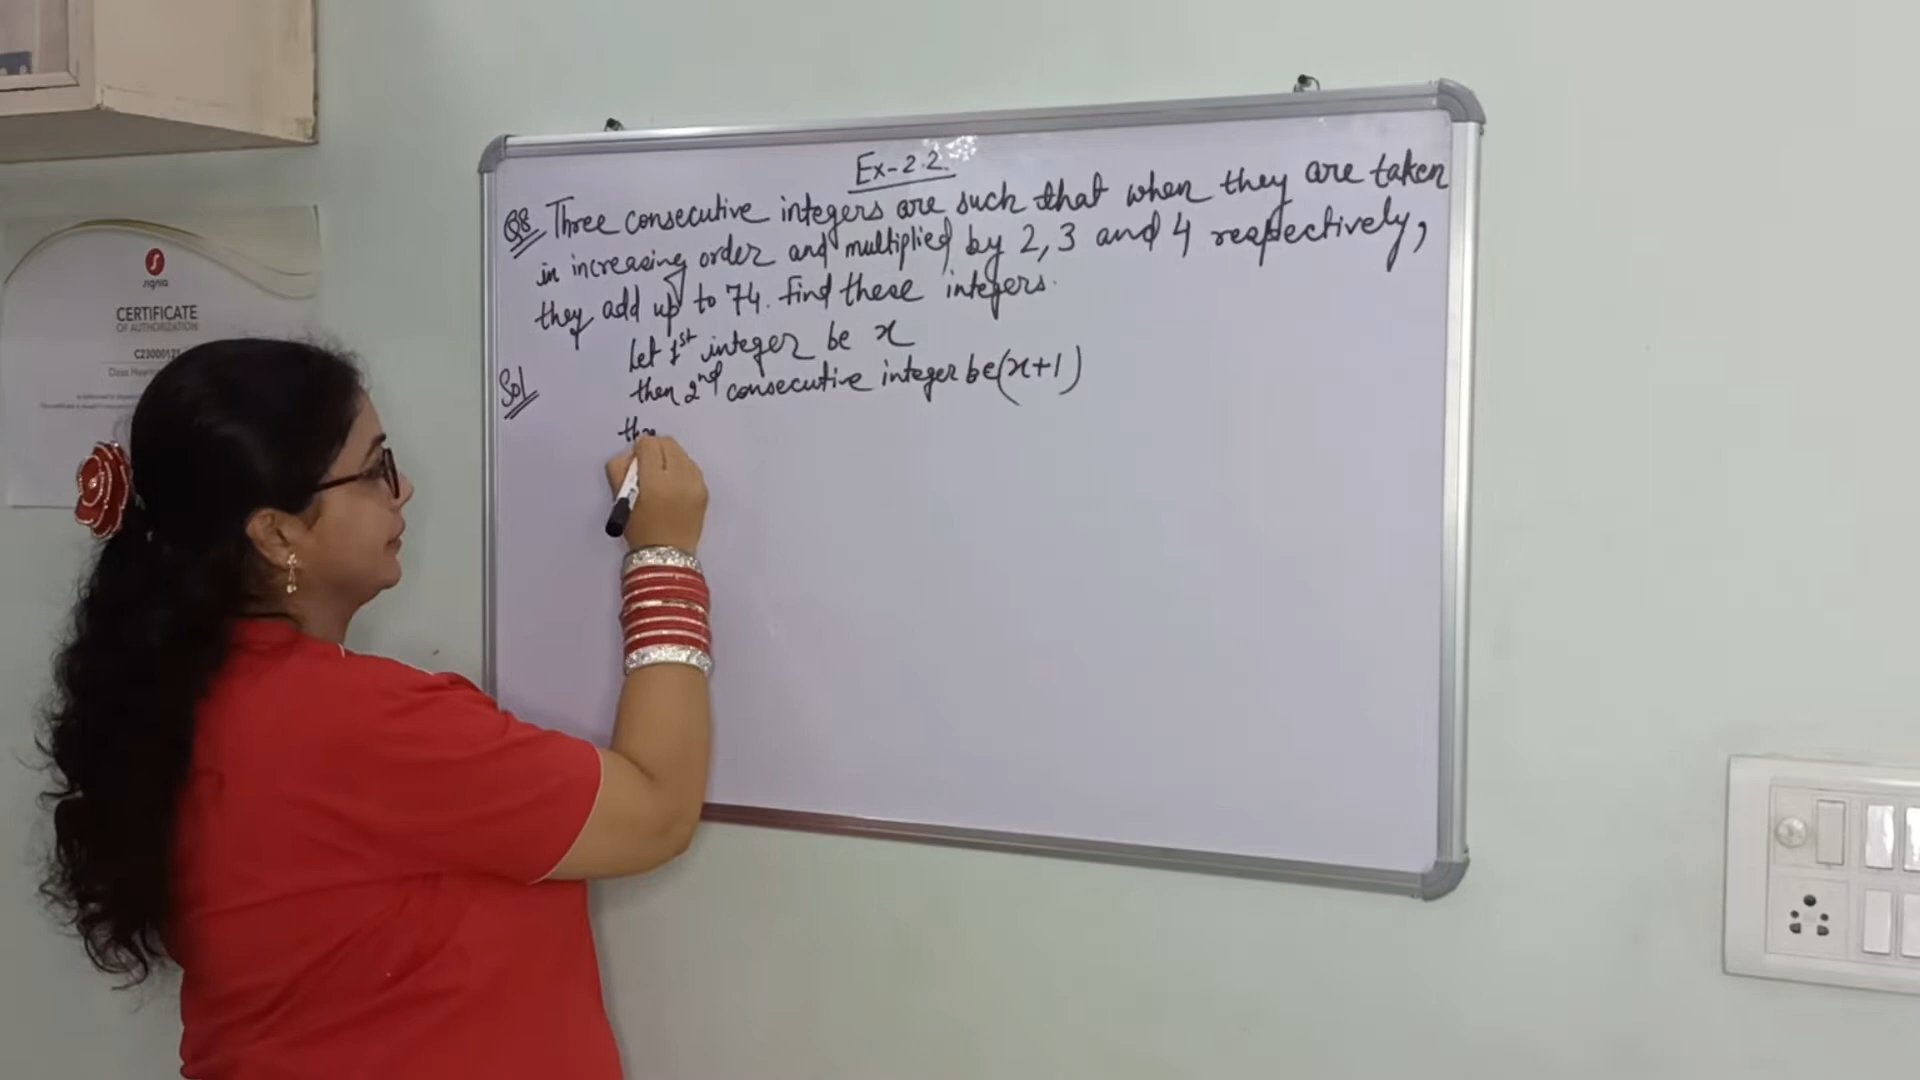 signia
CERTIFICATE
OF AUTHORIZATION
Ex-2.2
Q8. Three consecutive integers are such that when they are taken
in increasing order and multiplied by 2, 3 and 4 respectively,
they add up to 74. Find these integers.
Sol
Let 1st integer be x
then 2nd consecutive integer be (x+1)
the